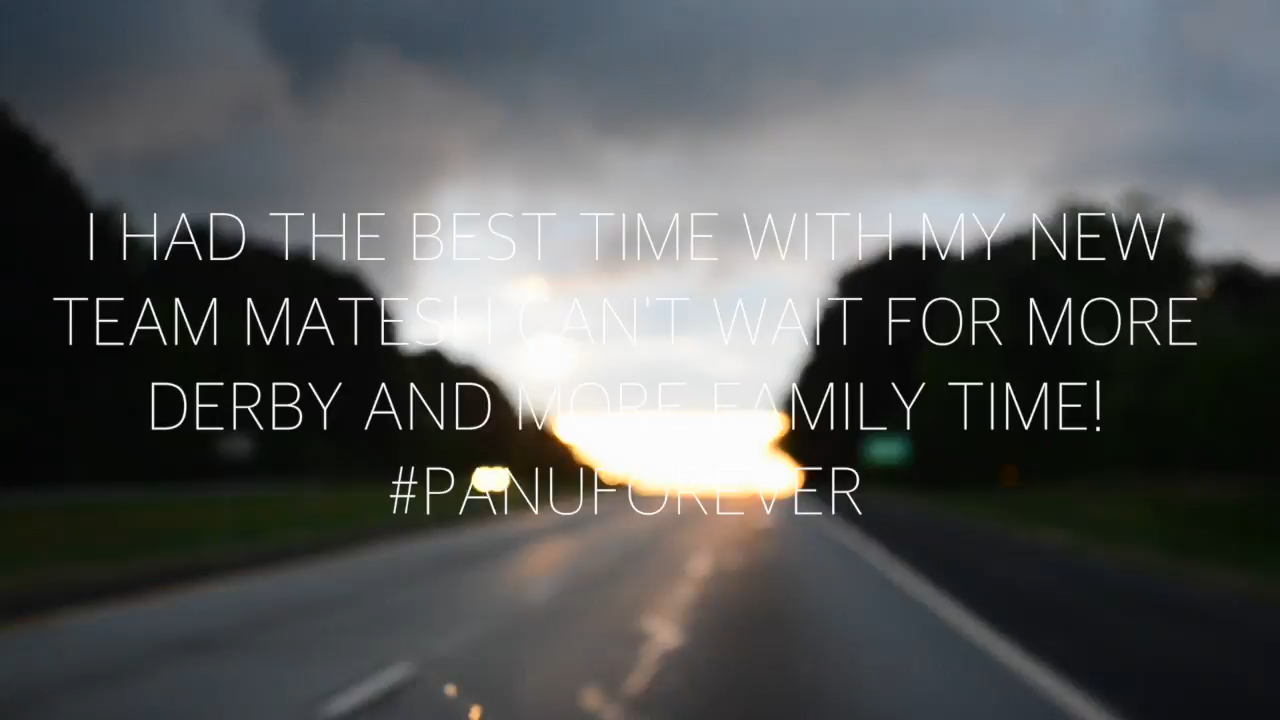 I HAD THE BEST TIME WITH MY NEW
TEAM MATES!I CAN'T WAIT FOR MORE
DERBY AND MORE FAMILY TIME!
#PANUFOREVER